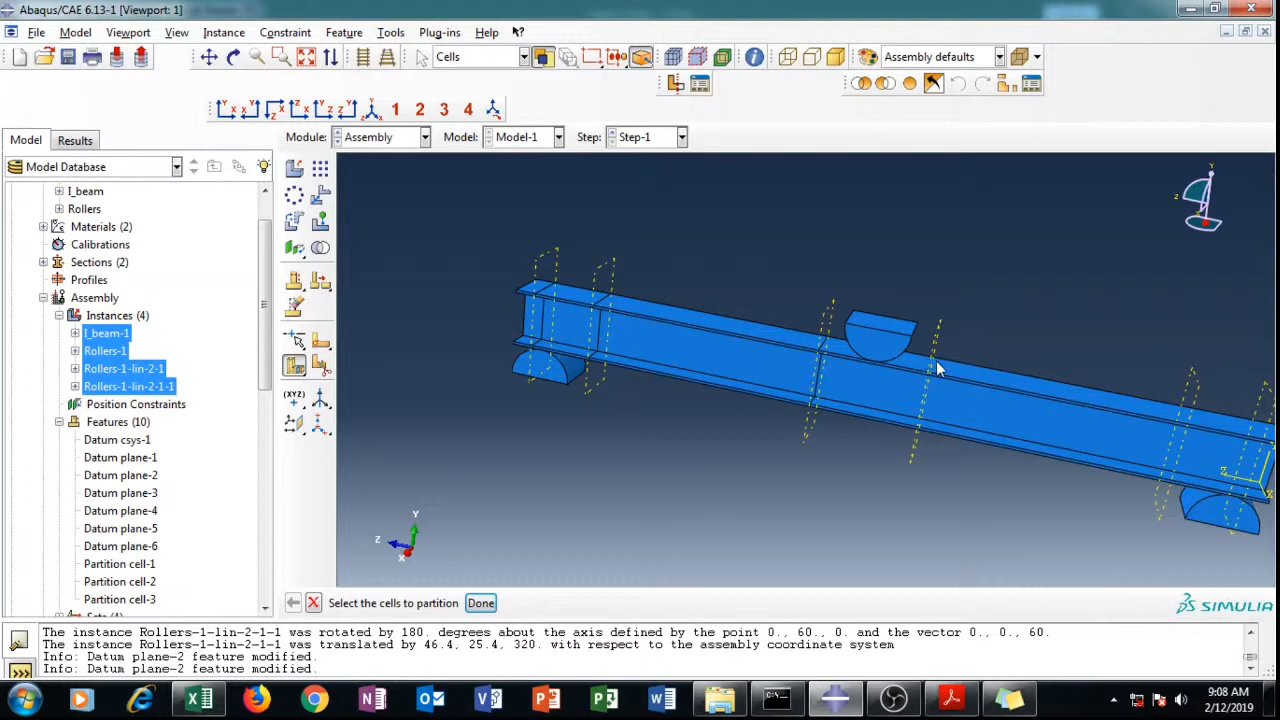 Abaqus/CAE 6.13-1 [Viewport: 1]
File Model Viewport View Instance Constraint Feature Tools Plug-ins Help
Cells
Assembly defaults
1 2 3 4
Model Results
Module: Assembly Model: Model-1 Step: Step-1
Model Database
I_beam
Rollers
Materials (2)
Calibrations
Sections (2)
Profiles
Assembly
Instances (4)
I_beam-1
Rollers-1
Rollers-1-lin-2-1
Rollers-1-lin-2-1-1
Position Constraints
Features (10)
Datum csys-1
Datum plane-1
Datum plane-2
Datum plane-3
Datum plane-4
Datum plane-5
Datum plane-6
Partition cell-1
Partition cell-2
Partition cell-3
(XYZ)
Y
Z
X
Z
Select the cells to partition Done
SIMULIA
The instance Rollers-1-lin-2-1-1 was rotated by 180. degrees about the axis defined by the point 0., 60., 0. and the vector 0., 0., 60.
The instance Rollers-1-lin-2-1-1 was translated by 46.4, 25.4, 320. with respect to the assembly coordinate system
Info: Datum plane-2 feature modified.
Info: Datum plane-2 feature modified.
>>>
9:08 AM
2/12/2019